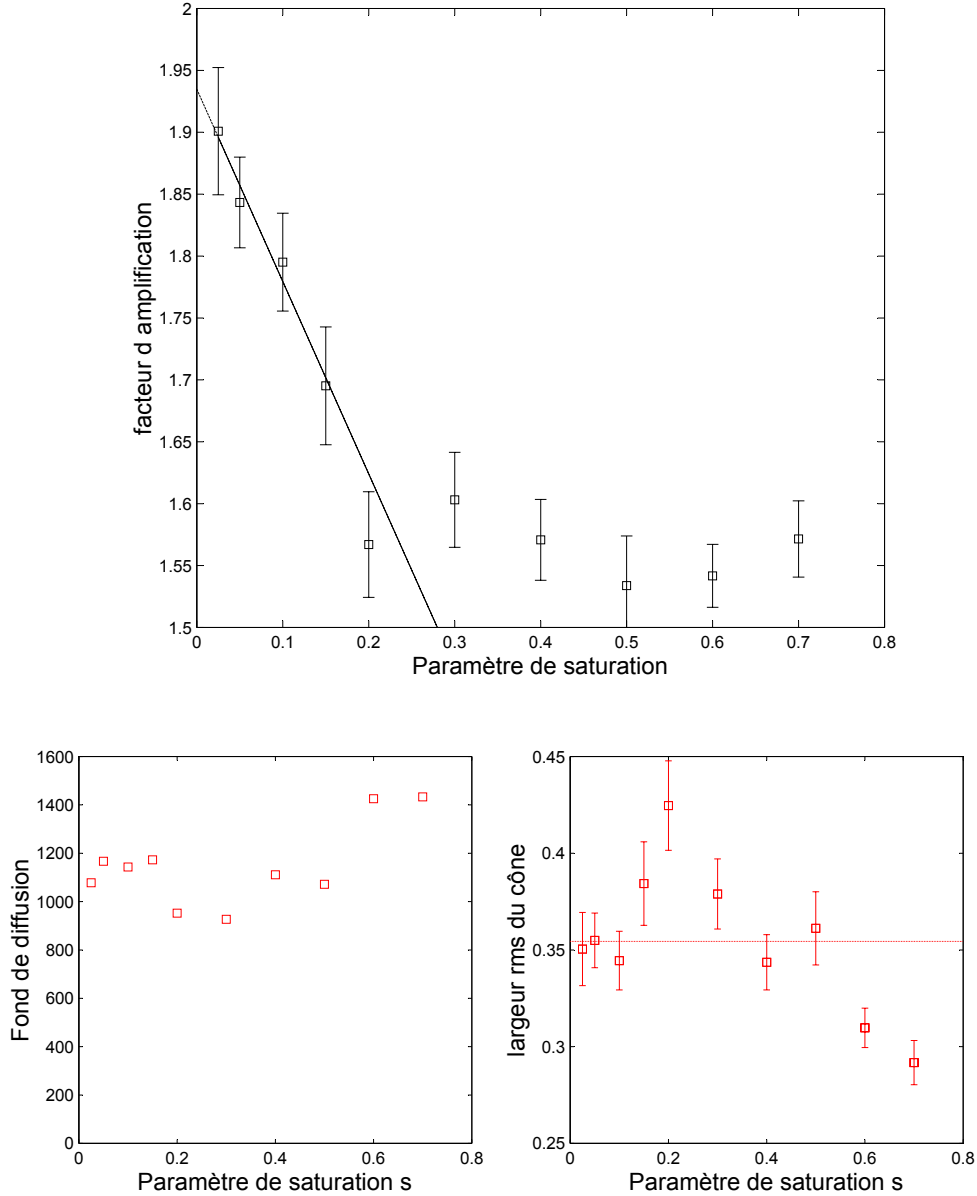 2
1.95
1.9
1.85
1.8
1.75
1.7
1.65
1.6
1.55
1.5
facteur d amplification
0 0.1 0.2 0.3 0.4 0.5 0.6 0.7 0.8
Paramètre de saturation
1600
1400
1200
1000
800
600
400
200
0
Fond de diffusion
0 0.2 0.4 0.6 0.8
Paramètre de saturation s
0.45
0.4
0.35
0.3
0.25
largeur rms du cône
0 0.2 0.4 0.6 0.8
Paramètre de saturation s